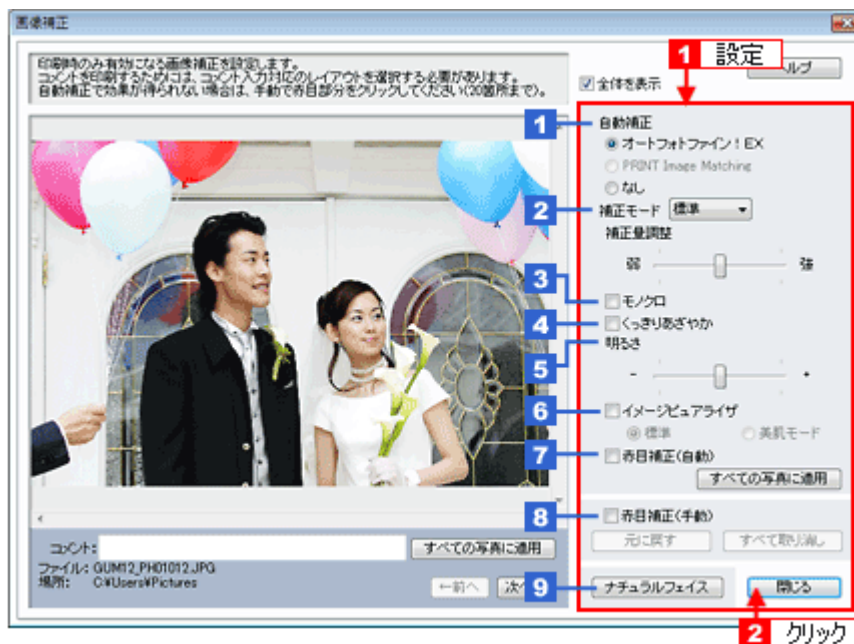 画像補正
印刷時のみ有効になる画像補正を設定します。
コメントを印刷するためには、コメント入力対応のレイアウトを選択する必要があります。
自動補正で効果が得られない場合は、手動で赤目部分をクリックしてください(20箇所まで)。
1 設定
ヘルプ
全体を表示
1 自動補正
オートフォトファイン!EX
PRINT Image Matching
なし
2 補正モード 標準
補正量調整
弱 強
3 モノクロ
4 くっきりあざやか
5 明るさ
- +
6 イメージピュアライザ
標準 美肌モード
7 赤目補正(自動)
すべての写真に適用
8 赤目補正(手動)
元に戻す すべて取り消し
9 ナチュラルフェイス 閉じる
2 クリック
コメント: すべての写真に適用
ファイル: GUM12_PH01012.JPG
場所: C:¥Users¥Pictures
←前へ 次へ